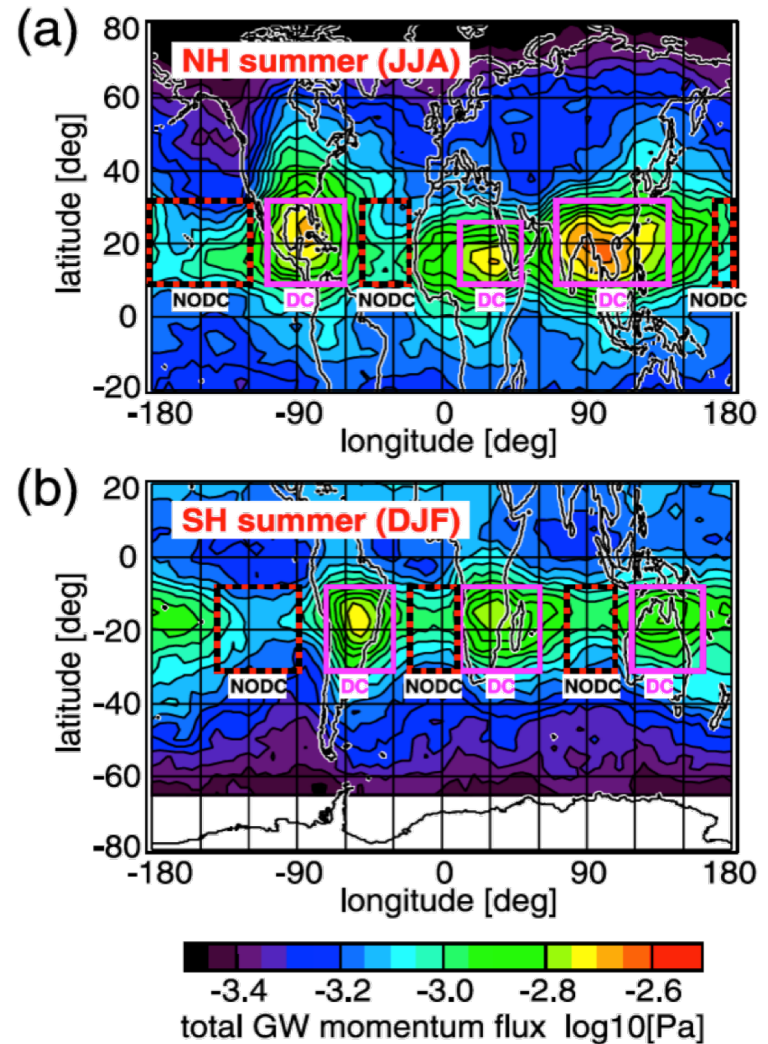 (a)
NH summer (JJA)
80
60
40
20
0
-20
latitude [deg]
NODC
DC
NODC
DC
DC
NODC
-180
-90
0
90
180
longitude [deg]
(b)
SH summer (DJF)
20
0
-20
-40
-60
-80
latitude [deg]
NODC
DC
NODC
DC
NODC
DC
-180
-90
0
90
180
longitude [deg]
-3.4 -3.2 -3.0 -2.8 -2.6
total GW momentum flux log10[Pa]